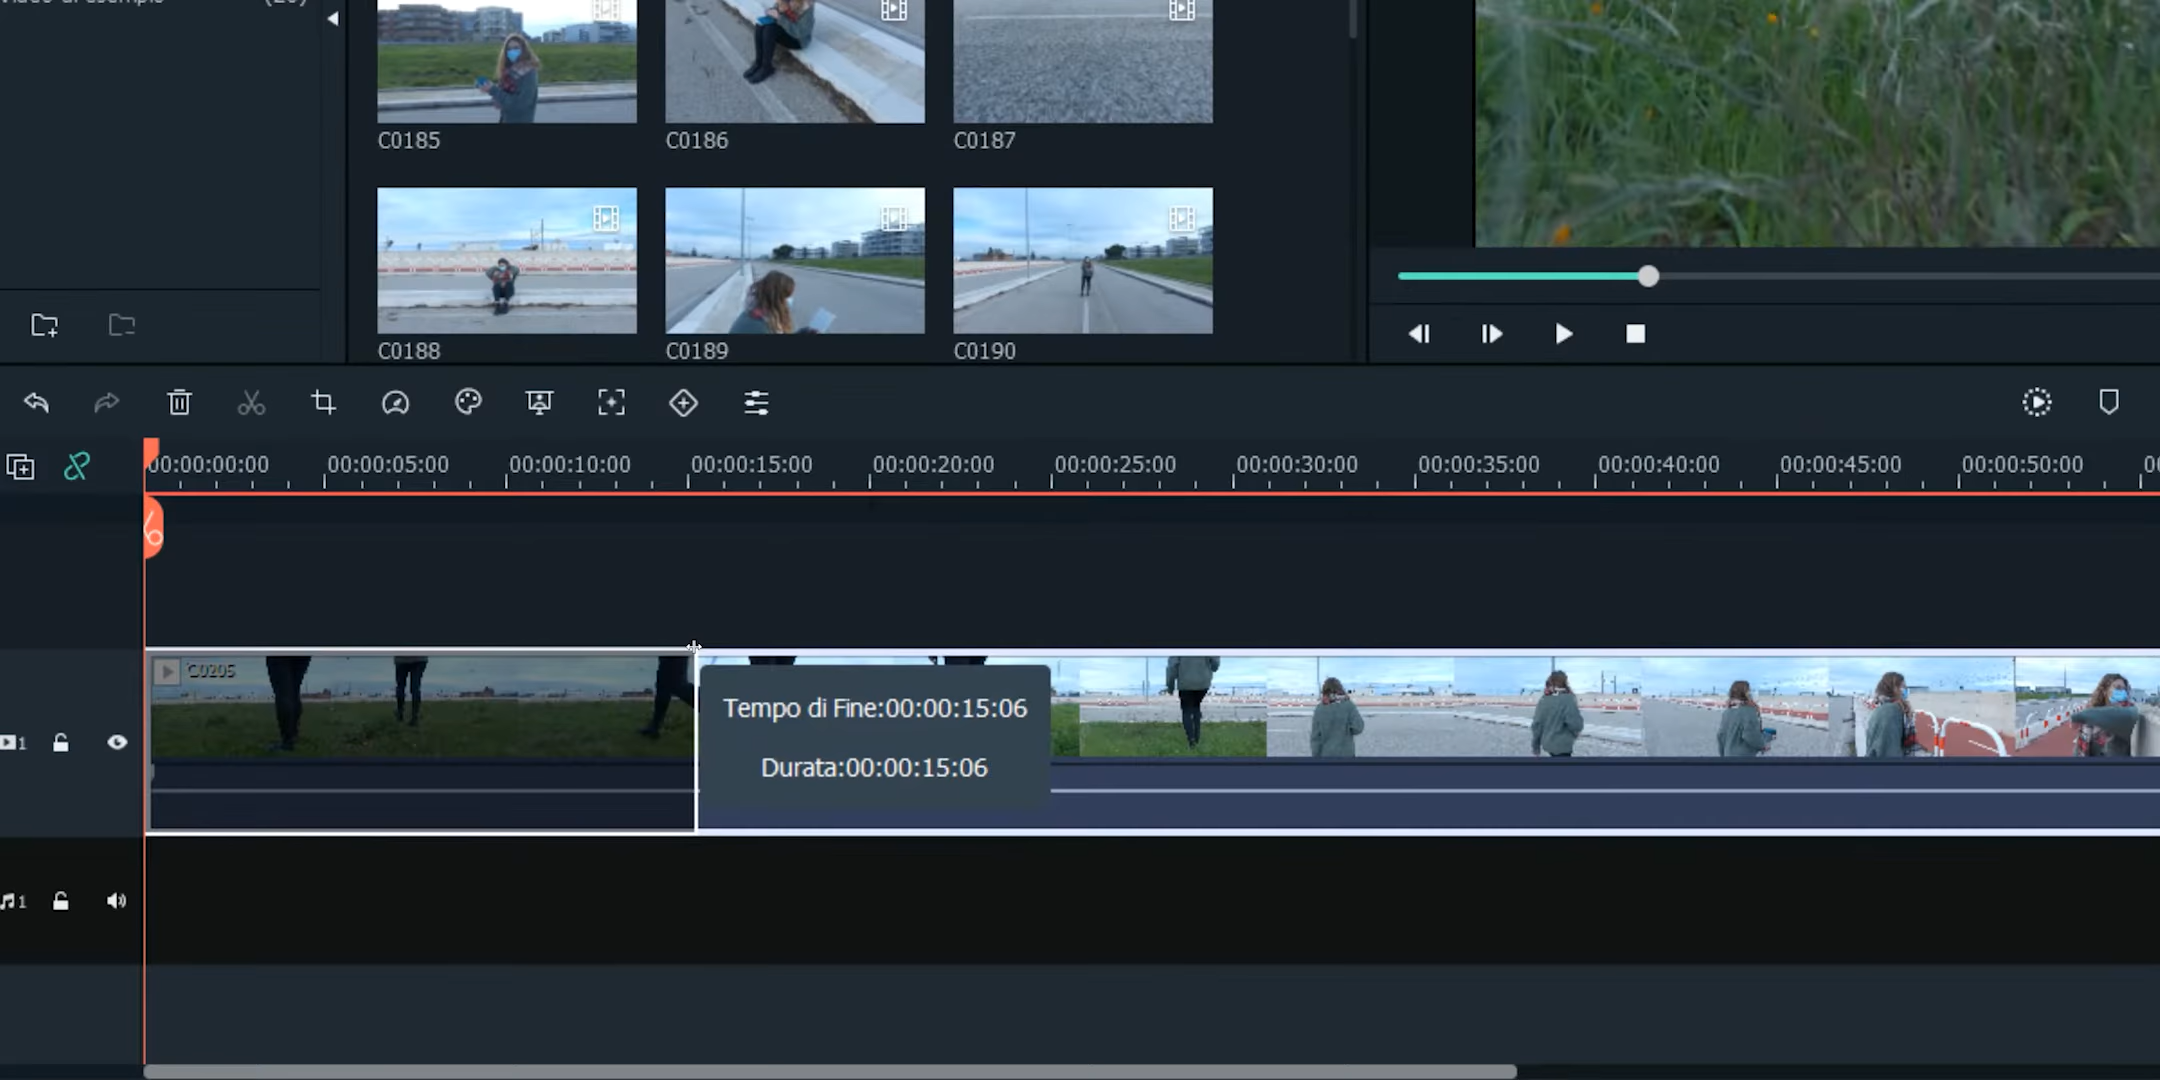 C0185
C0186
C0187
C0188
C0189
C0190
00:00:00:00
00:00:05:00
00:00:10:00
00:00:15:00
00:00:20:00
00:00:25:00
00:00:30:00
00:00:35:00
00:00:40:00
00:00:45:00
00:00:50:00
C0205
Tempo di Fine:00:00:15:06
Durata:00:00:15:06
1
1